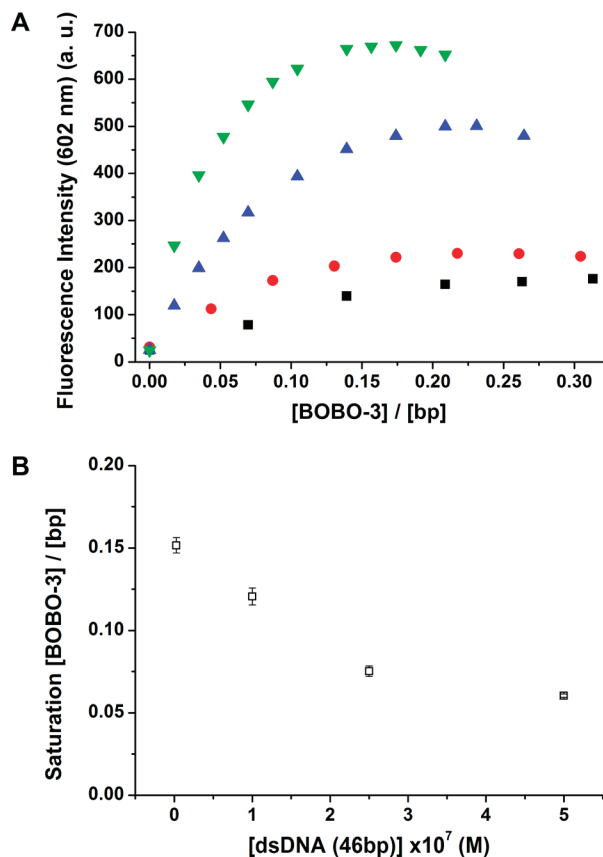 A
Fluorescence Intensity (602 nm) (a. u.)
700
600
500
400
300
200
100
0
0.00 0.05 0.10 0.15 0.20 0.25 0.30
[BOBO-3] / [bp]
B
Saturation [BOBO-3] / [bp]
0.20
0.15
0.10
0.05
0.00
0 1 2 3 4 5
[dsDNA (46bp)] x10⁷ (M)